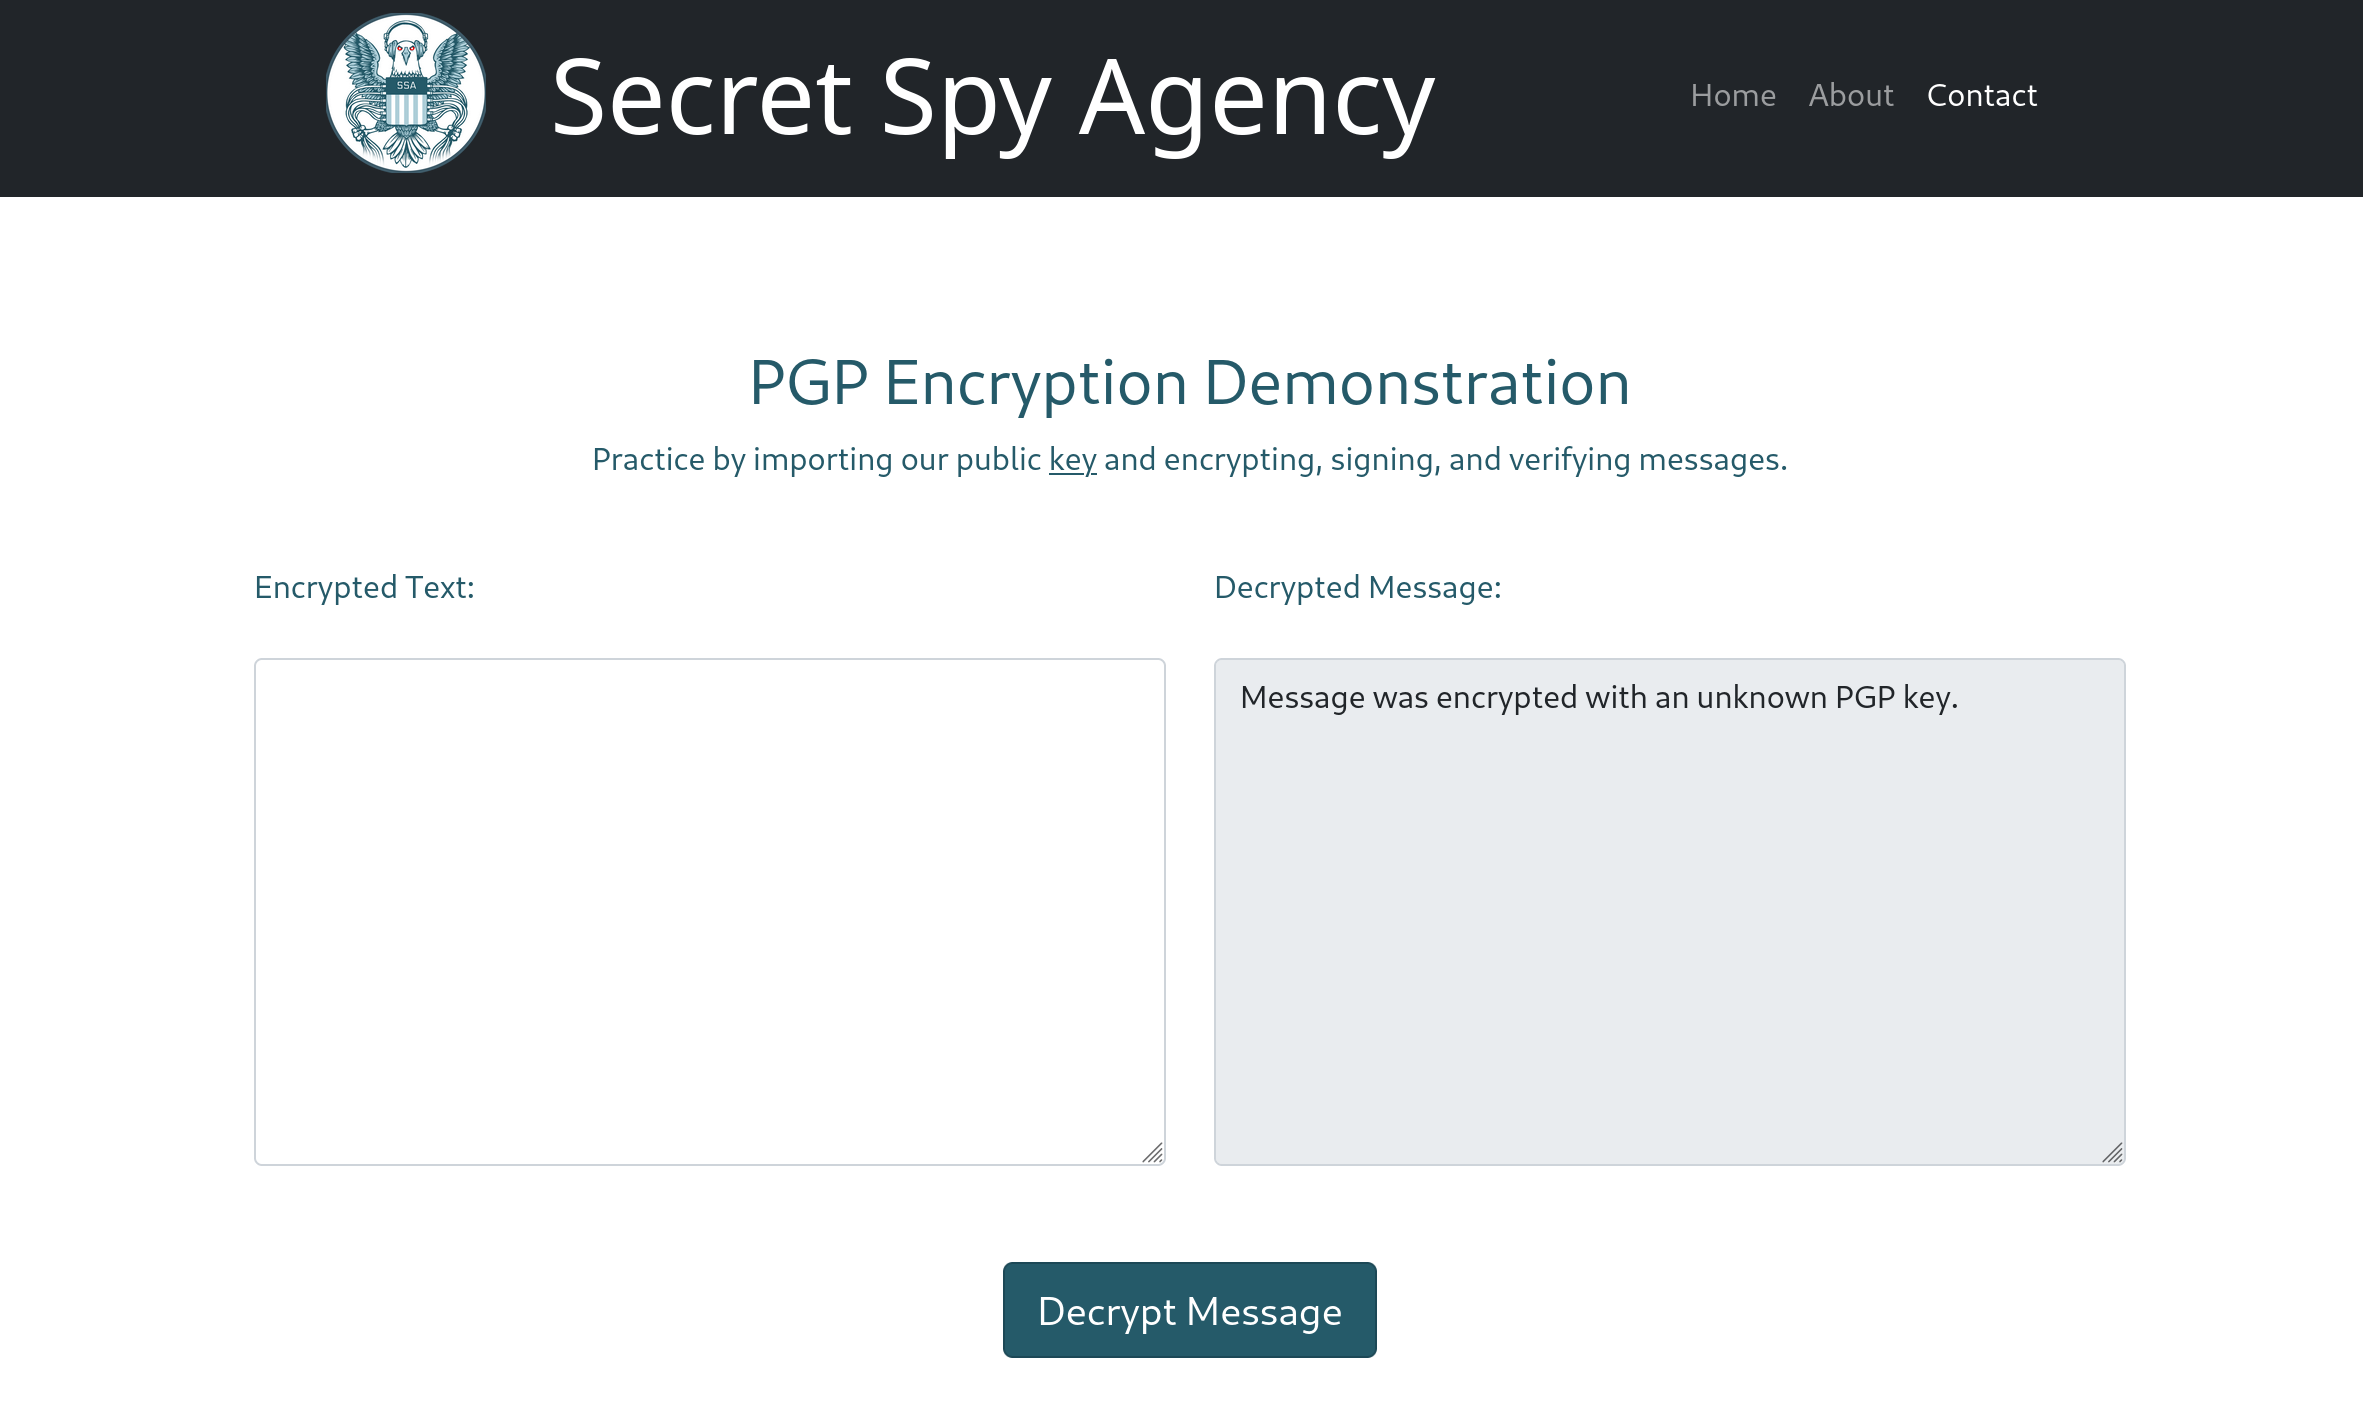 SSA
Secret Spy Agency
Home About Contact
PGP Encryption Demonstration
Practice by importing our public key and encrypting, signing, and verifying messages.
Encrypted Text:
Decrypted Message:
Message was encrypted with an unknown PGP key.
Decrypt Message